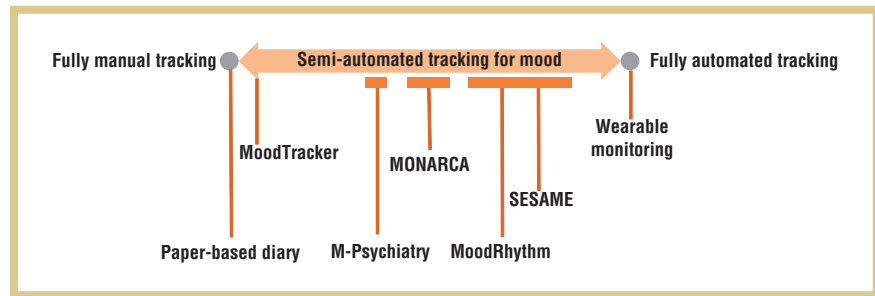 Fully manual tracking
Semi-automated tracking for mood
Fully automated tracking
MoodTracker
MONARCA
Wearable
monitoring
SESAME
Paper-based diary
M-Psychiatry
MoodRhythm